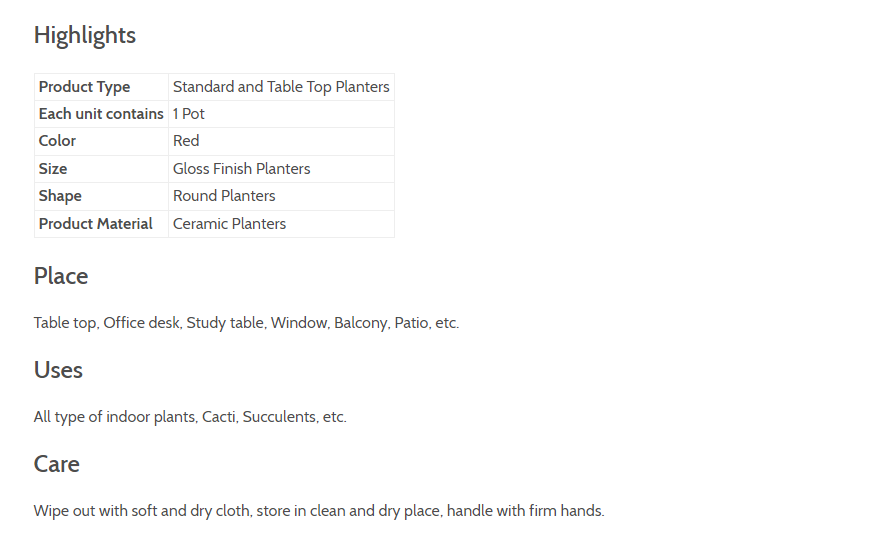 Highlights
Product Type Standard and Table Top Planters
Each unit contains 1 Pot
Color Red
Size Gloss Finish Planters
Shape Round Planters
Product Material Ceramic Planters
Place
Table top, Office desk, Study table, Window, Balcony, Patio, etc.
Uses
All type of indoor plants, Cacti, Succulents, etc.
Care
Wipe out with soft and dry cloth, store in clean and dry place, handle with firm hands.